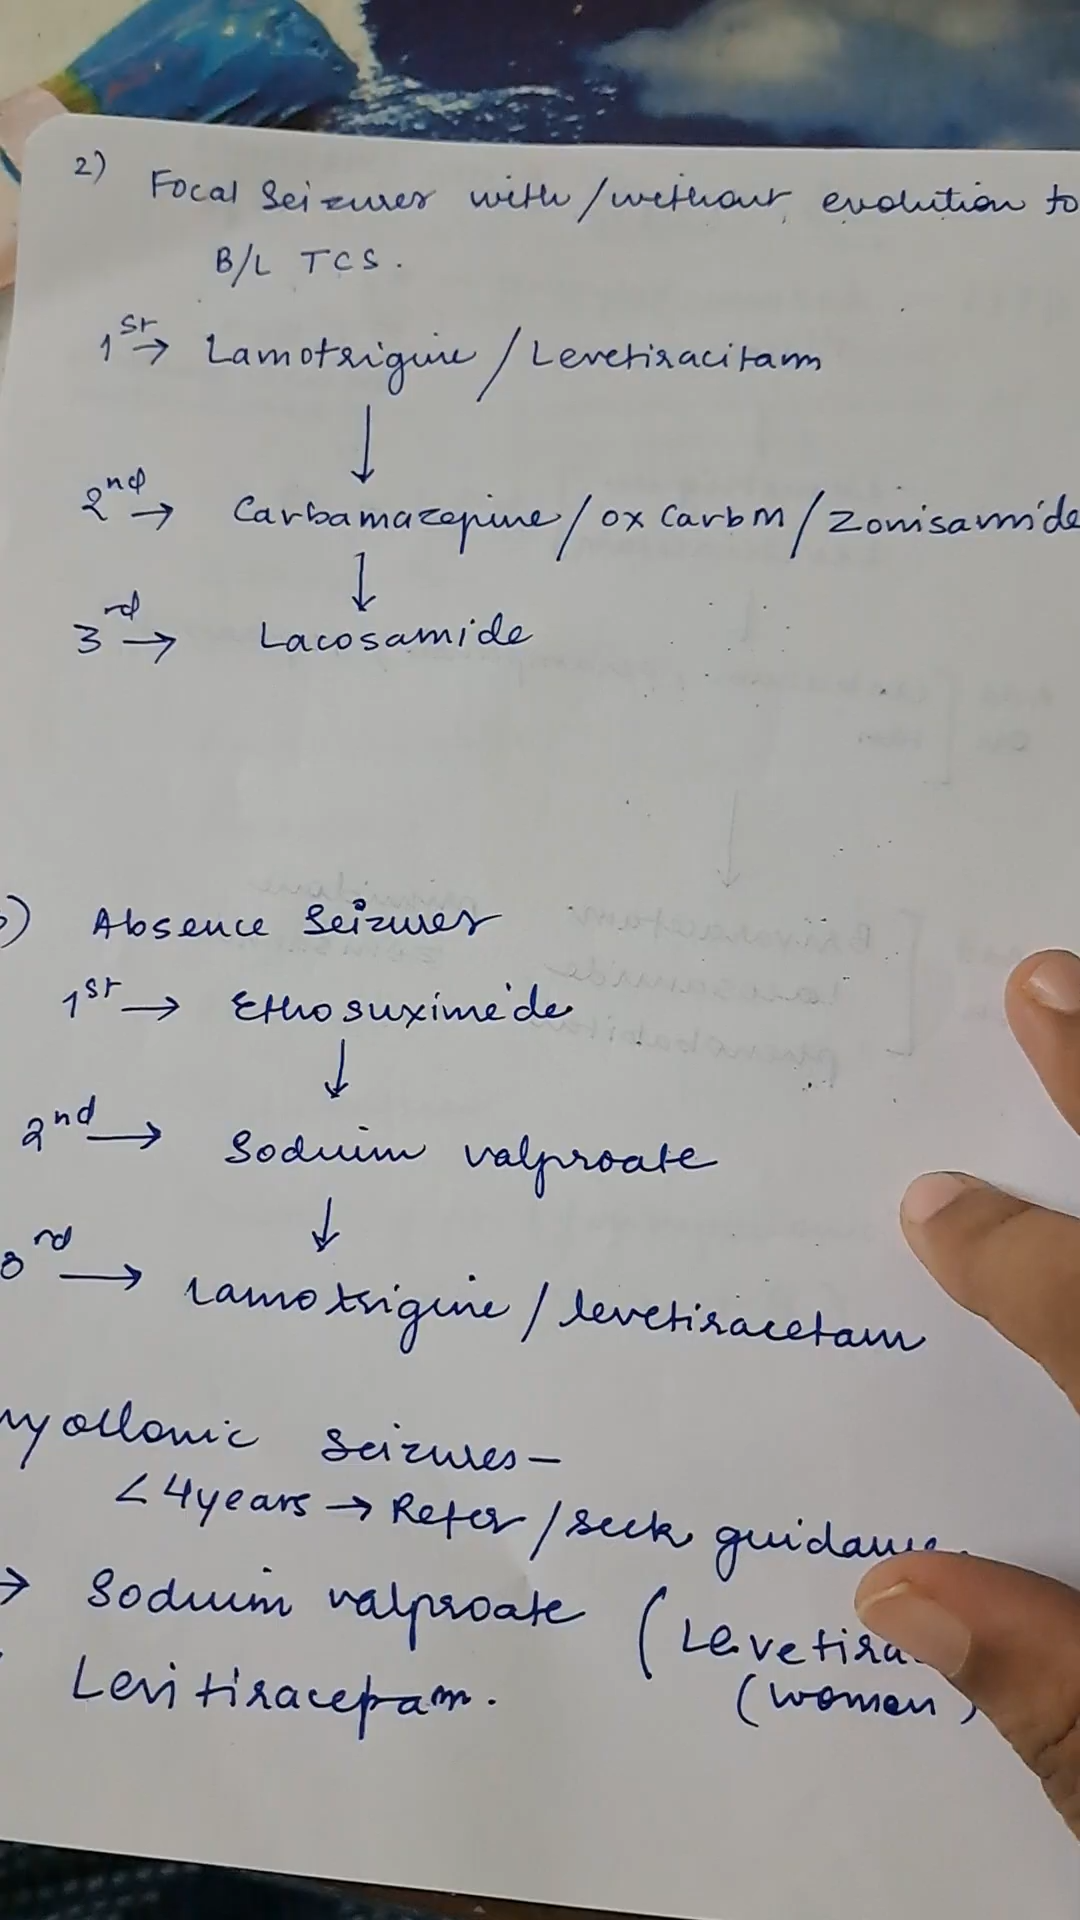 2) Focal Seizures with/without evolution to
B/L TCS.
1st → Lamotrigine / Levetiracitam
↓
2nd → Carbamazepine / ox Carbm / Zonisamide
↓
3rd → Lacosamide
) Absence Seizures
1st → Ethosuximide
↓
2nd → Sodium valproate
↓
3rd → Lamotrigine / levetiracetam
myoclonic seizures –
<4years → Refer / seek guidance.
→ Sodium valproate (Levetira
Levitiracetam. (women)